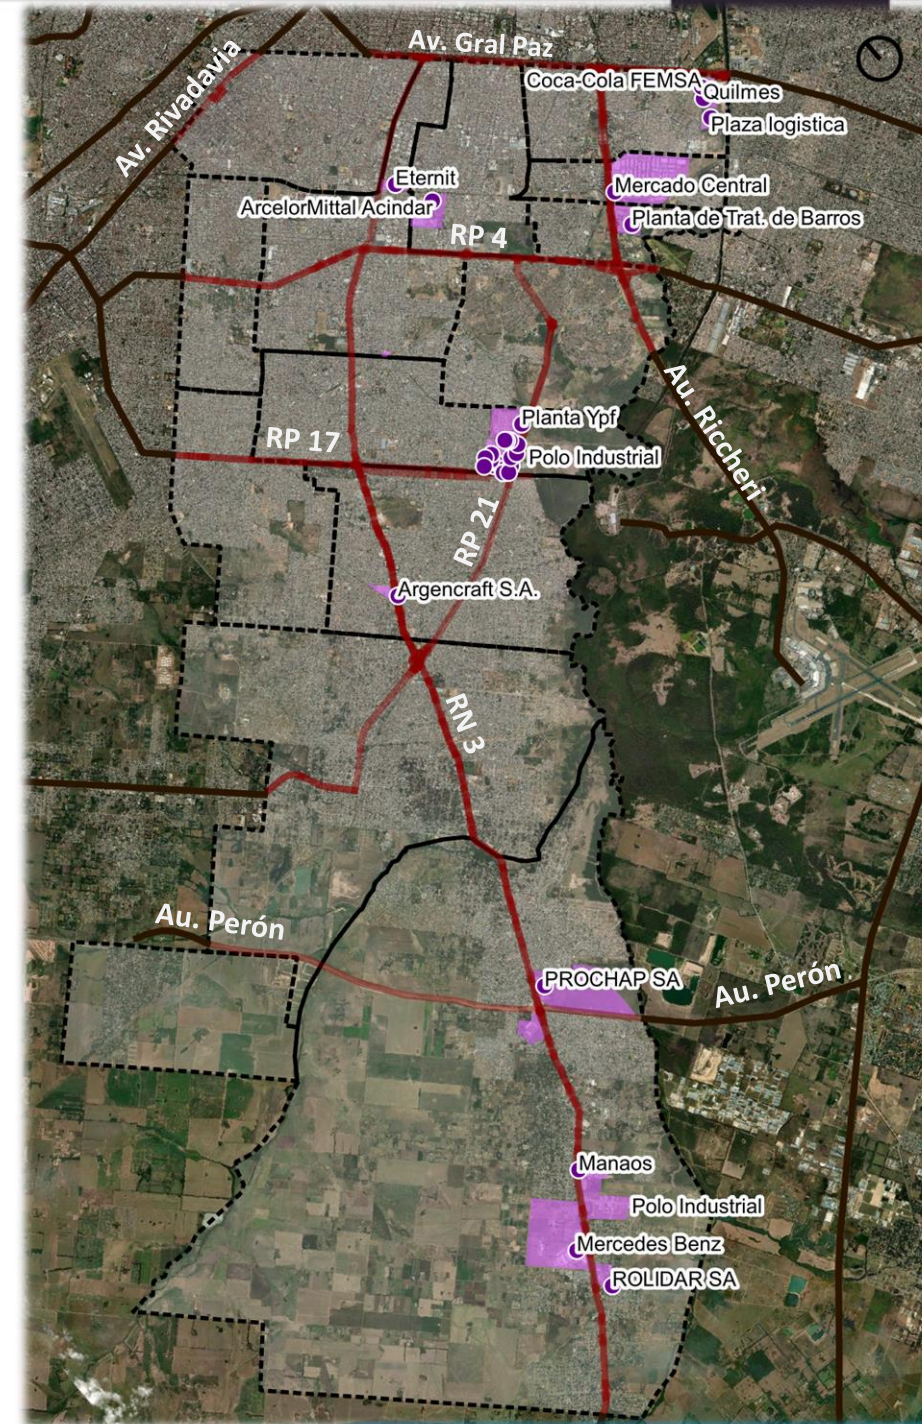 Av. Gral Paz
Av. Rivadavia
Coca-Cola FEMSA
Quilmes
Plaza logistica
Eternit
Mercado Central
ArcelorMittal Acindar
Planta de Trat. de Barros
RP 4
Au. Riccheri
Planta Ypf
RP 17
Polo Industrial
RP 21
Argencraft S.A.
RN 3
Au. Perón
PROCHAP SA
Au. Perón
Manaos
Polo Industrial
Mercedes Benz
ROLIDAR SA